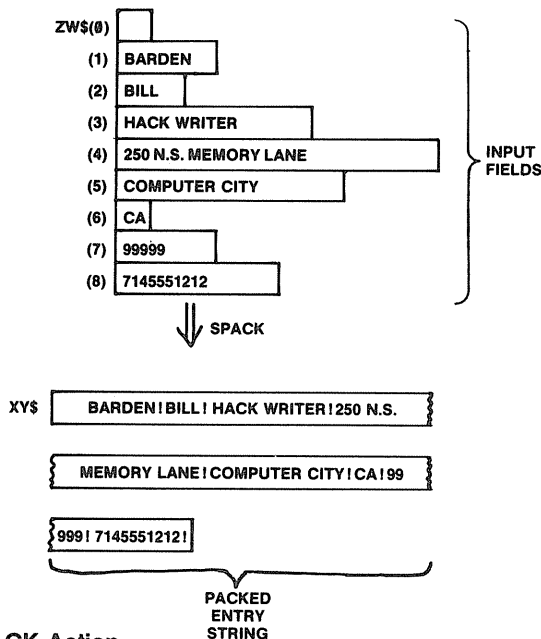 ZW$(0)
(1) BARDEN
(2) BILL
(3) HACK WRITER
(4) 250 N.S. MEMORY LANE
(5) COMPUTER CITY
(6) CA
(7) 99999
(8) 7145551212
INPUT
FIELDS
SPACK
XY$ BARDEN!BILL! HACK WRITER!250 N.S.
MEMORY LANE!COMPUTER CITY!CA!99
999! 7145551212!
PACKED
ENTRY
STRING